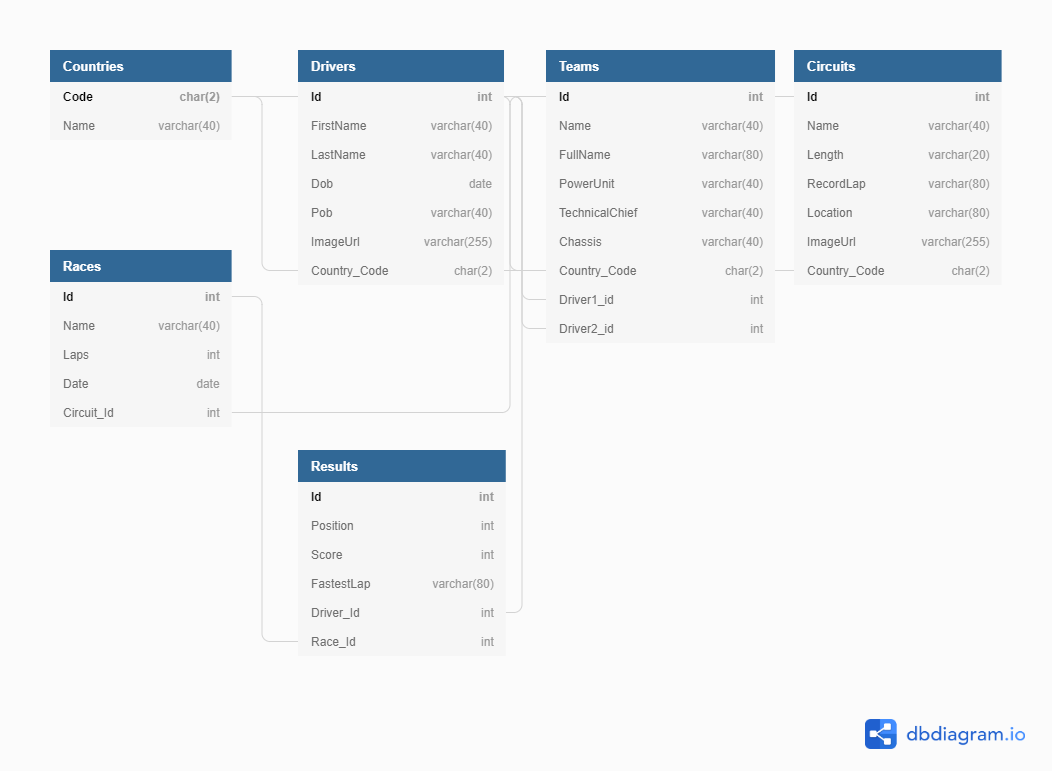 Countries
Code char(2)
Name varchar(40)
Drivers
Id int
FirstName varchar(40)
LastName varchar(40)
Dob date
Pob varchar(40)
ImageUrl varchar(255)
Country_Code char(2)
Teams
Id int
Name varchar(40)
FullName varchar(80)
PowerUnit varchar(40)
TechnicalChief varchar(40)
Chassis varchar(40)
Country_Code char(2)
Driver1_id int
Driver2_id int
Circuits
Id int
Name varchar(40)
Length varchar(20)
RecordLap varchar(80)
Location varchar(80)
ImageUrl varchar(255)
Country_Code char(2)
Races
Id int
Name varchar(40)
Laps int
Date date
Circuit_Id int
Results
Id int
Position int
Score int
FastestLap varchar(80)
Driver_Id int
Race_Id int
dbdiagram.io